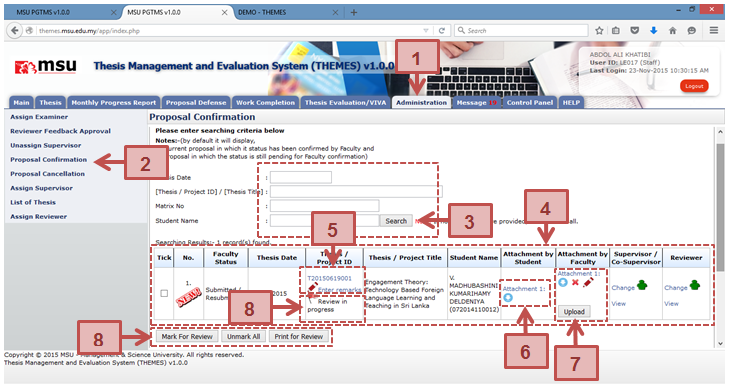 MSU PGTMS v1.0.0 × MSU PGTMS v1.0.0 × DEMO - THEMES ×
themes.msu.edu.my/app/index.php Search
msu Thesis Management and Evaluation System (THEMES) v1.0.0
ABDOL ALI KHATIBI
User ID: LE017 (Staff)
Last Login: 23-Nov-2015 10:30:15 AM
Logout
1
Main Thesis Monthly Progress Report Proposal Defense Work Completion Thesis Evaluation/VIVA Administration Message 19 Control Panel HELP
Assign Examiner
Reviewer Feedback Approval
Unassign Supervisor
Proposal Confirmation
Proposal Cancellation
Assign Supervisor
List of Thesis
Assign Reviewer
2
Proposal Confirmation
Please enter searching criteria below
Notes:-(by default it will display,
current proposal in which it status has been confirmed by Faculty and
proposal in which the status is still pending for Faculty confirmation)
Date :
[Thesis / Project ID] / [Thesis Title] :
Matrix No :
Student Name : Search
provided
3
4
5
Searching Results:- 1 record(s) found
Tick No. Faculty Status Thesis Date Thesis / Project ID Thesis / Project Title Student Name Attachment by Student Attachment by Faculty Supervisor / Co-Supervisor Reviewer
1.
NEW!
Submitted /
2015
T20150619001
Enter remarks
Review in
progress
Engagement Theory:
Technology Based Foreign
Language Learning and
Teaching in Sri Lanka
V.
MADHUBASHINI
KUMARIHAMY
DELDENIYA
(072014110012)
Attachment 1:
Attachment 1:
Upload
Change
View
Change
View
8
6
7
8
Mark For Review Unmark All Print for Review
Copyright © 2015 MSU - Management & Science University. All rights reserved.
Thesis Management and Evaluation System (THEMES) v1.0.0